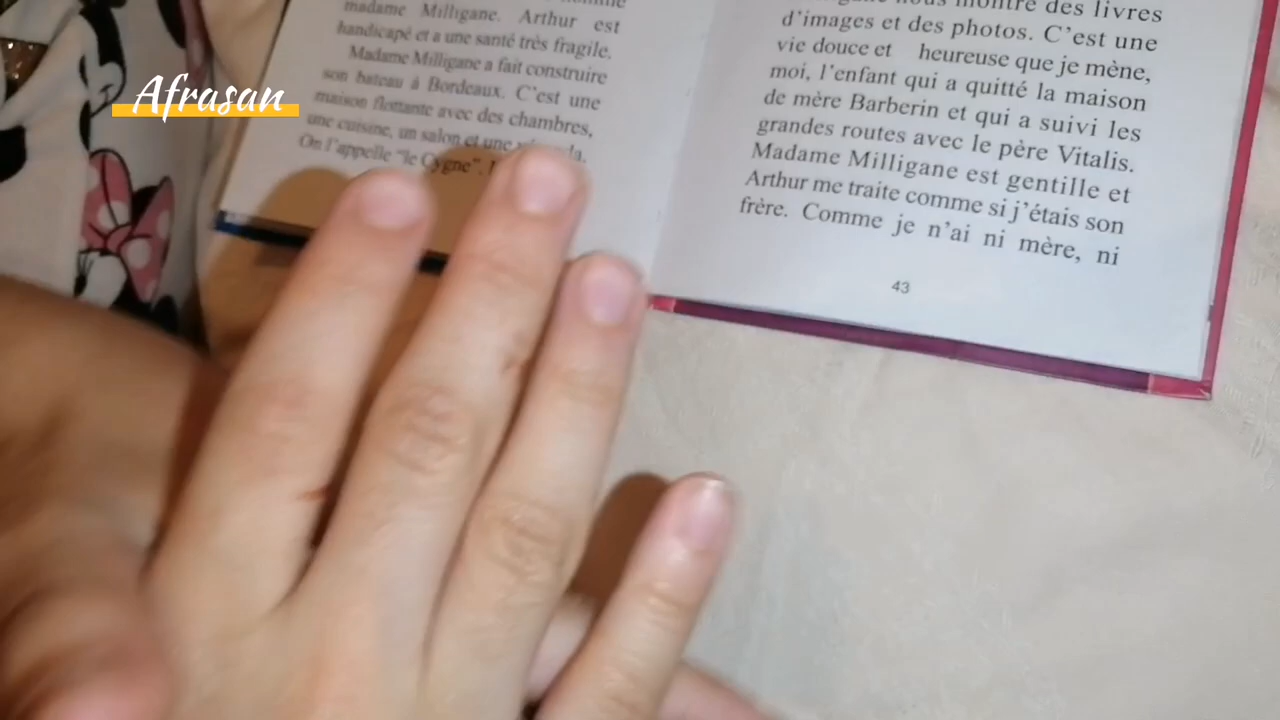 Afrasan
madame Milligane. Arthur est
handicapé et a une santé très fragile.
Madame Milligane a fait construire
son bateau à Bordeaux. C'est une
maison flottante avec des chambres,
une cuisine, un salon et une
On l'appelle "le Cygne".
nous montre des livres
d'images et des photos. C'est une
vie douce et heureuse que je mène,
moi, l'enfant qui a quitté la maison
de mère Barberin et qui a suivi les
grandes routes avec le père Vitalis.
Madame Milligane est gentille et
Arthur me traite comme si j'étais son
frère. Comme je n'ai ni mère, ni
43